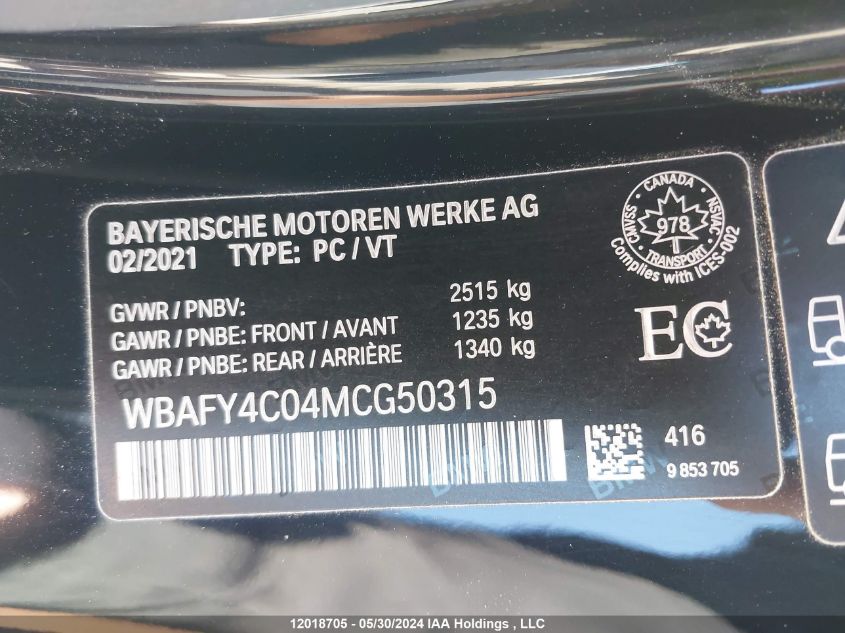 BAYERISCHE MOTOREN WERKE AG
02/2021 TYPE: PC / VT
CANADA
CMVSS NSVAC
978
TRANSPORT
Complies with ICES-002
GVWR / PNBV: 2515 kg
GAWR / PNBE: FRONT / AVANT 1235 kg
GAWR / PNBE: REAR / ARRIÈRE 1340 kg
EC
WBAFY4C04MCG50315
416
9 853 705
12018705 - 05/30/2024 IAA Holdings , LLC